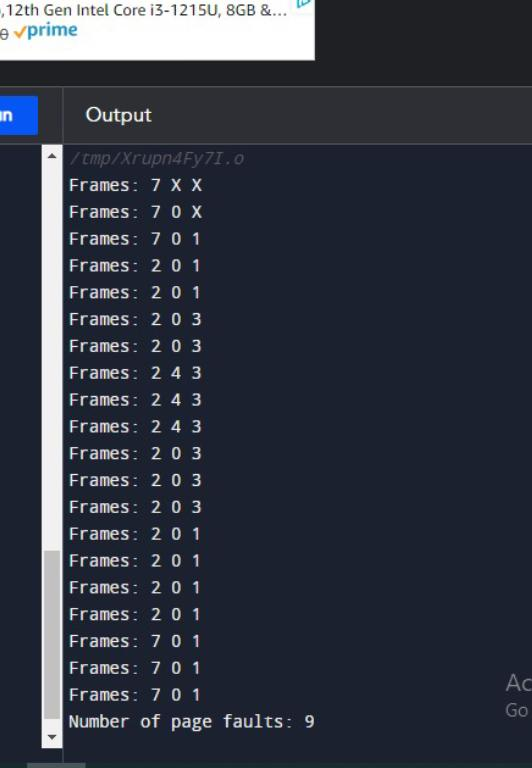 ,12th Gen Intel Core i3-1215U, 8GB &...
0 prime
n
Output
/tmp/Xrupn4Fy7I.o
Frames: 7 X X
Frames: 7 0 X
Frames: 7 0 1
Frames: 2 0 1
Frames: 2 0 1
Frames: 2 0 3
Frames: 2 0 3
Frames: 2 4 3
Frames: 2 4 3
Frames: 2 4 3
Frames: 2 0 3
Frames: 2 0 3
Frames: 2 0 3
Frames: 2 0 1
Frames: 2 0 1
Frames: 2 0 1
Frames: 2 0 1
Frames: 7 0 1
Frames: 7 0 1
Frames: 7 0 1
Number of page faults: 9
Ac
Go